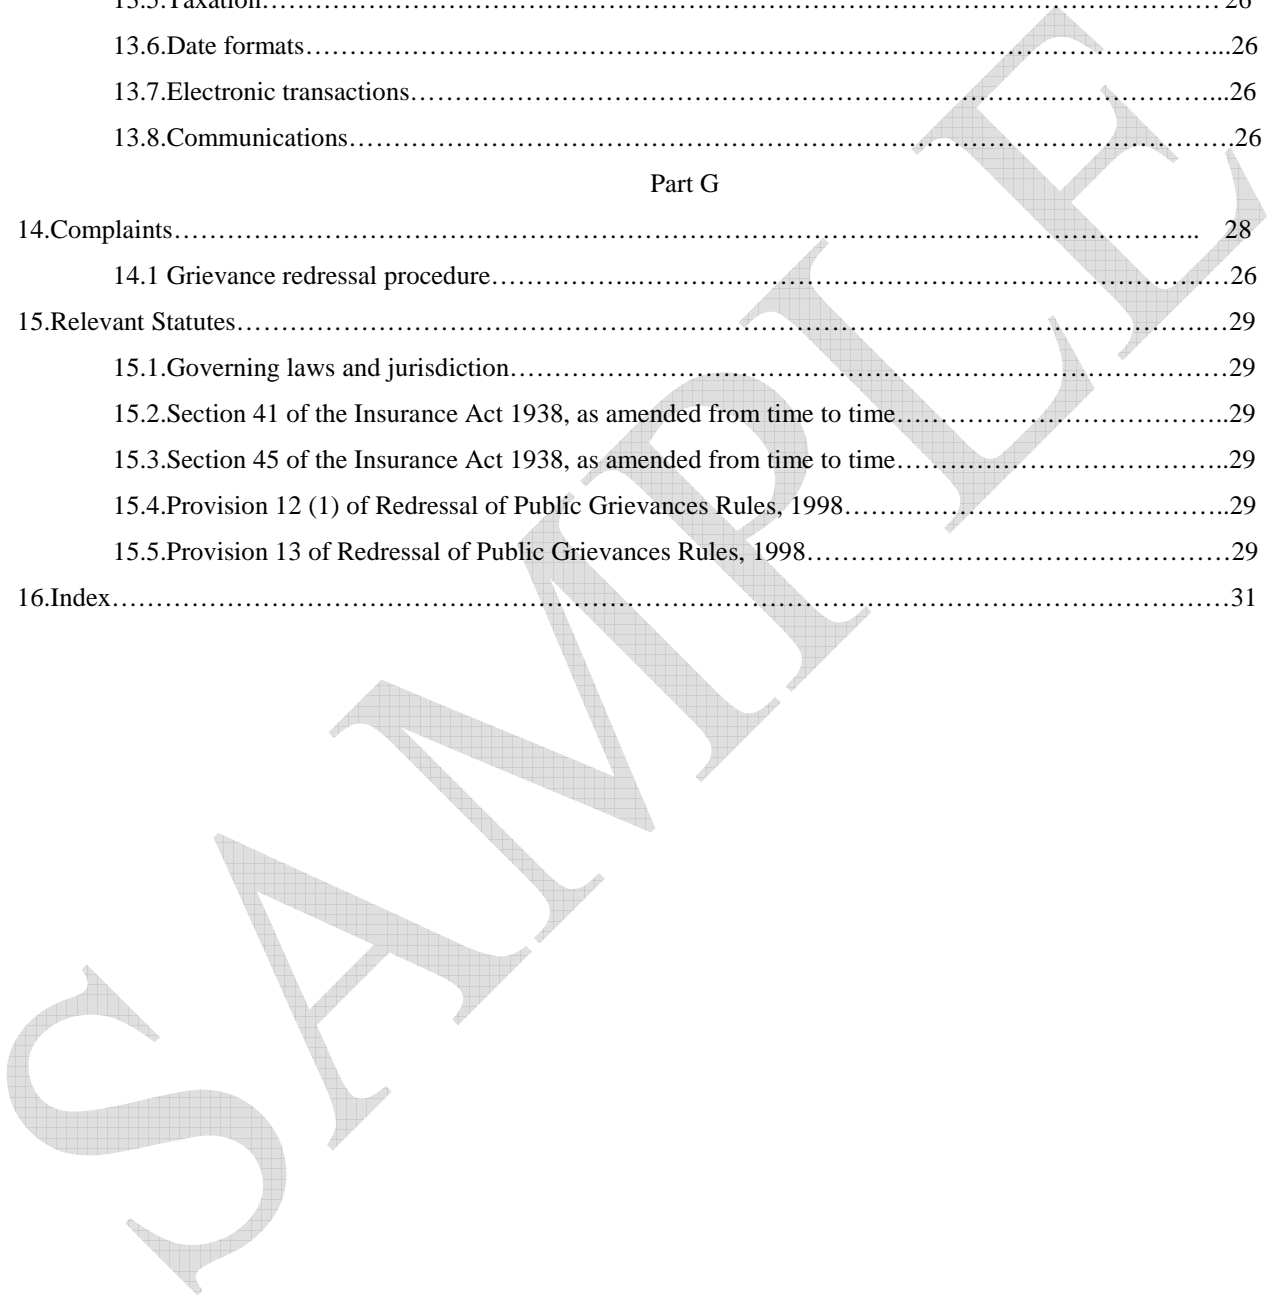 13.5.Taxation……………………………………………………………………………………………… 26
13.6.Date formats…………………………………………………………………………………………...26
13.7.Electronic transactions………………………………………………………………………………...26
13.8.Communications……………………………………………………………………………………….26
Part G
14.Complaints…………………………………………………………………………………………………….. 28
14.1 Grievance redressal procedure……………...…………………………………………………………26
15.Relevant Statutes……………………………………………………………………………………………….…29
15.1.Governing laws and jurisdiction………………………………………………………………………29
15.2.Section 41 of the Insurance Act 1938, as amended from time to time………………………………..29
15.3.Section 45 of the Insurance Act 1938, as amended from time to time………………………………..29
15.4.Provision 12 (1) of Redressal of Public Grievances Rules, 1998……………………………………..29
15.5.Provision 13 of Redressal of Public Grievances Rules, 1998…………………………………………29
16.Index………………………………………………………………………………………………………………31
SAMPLE